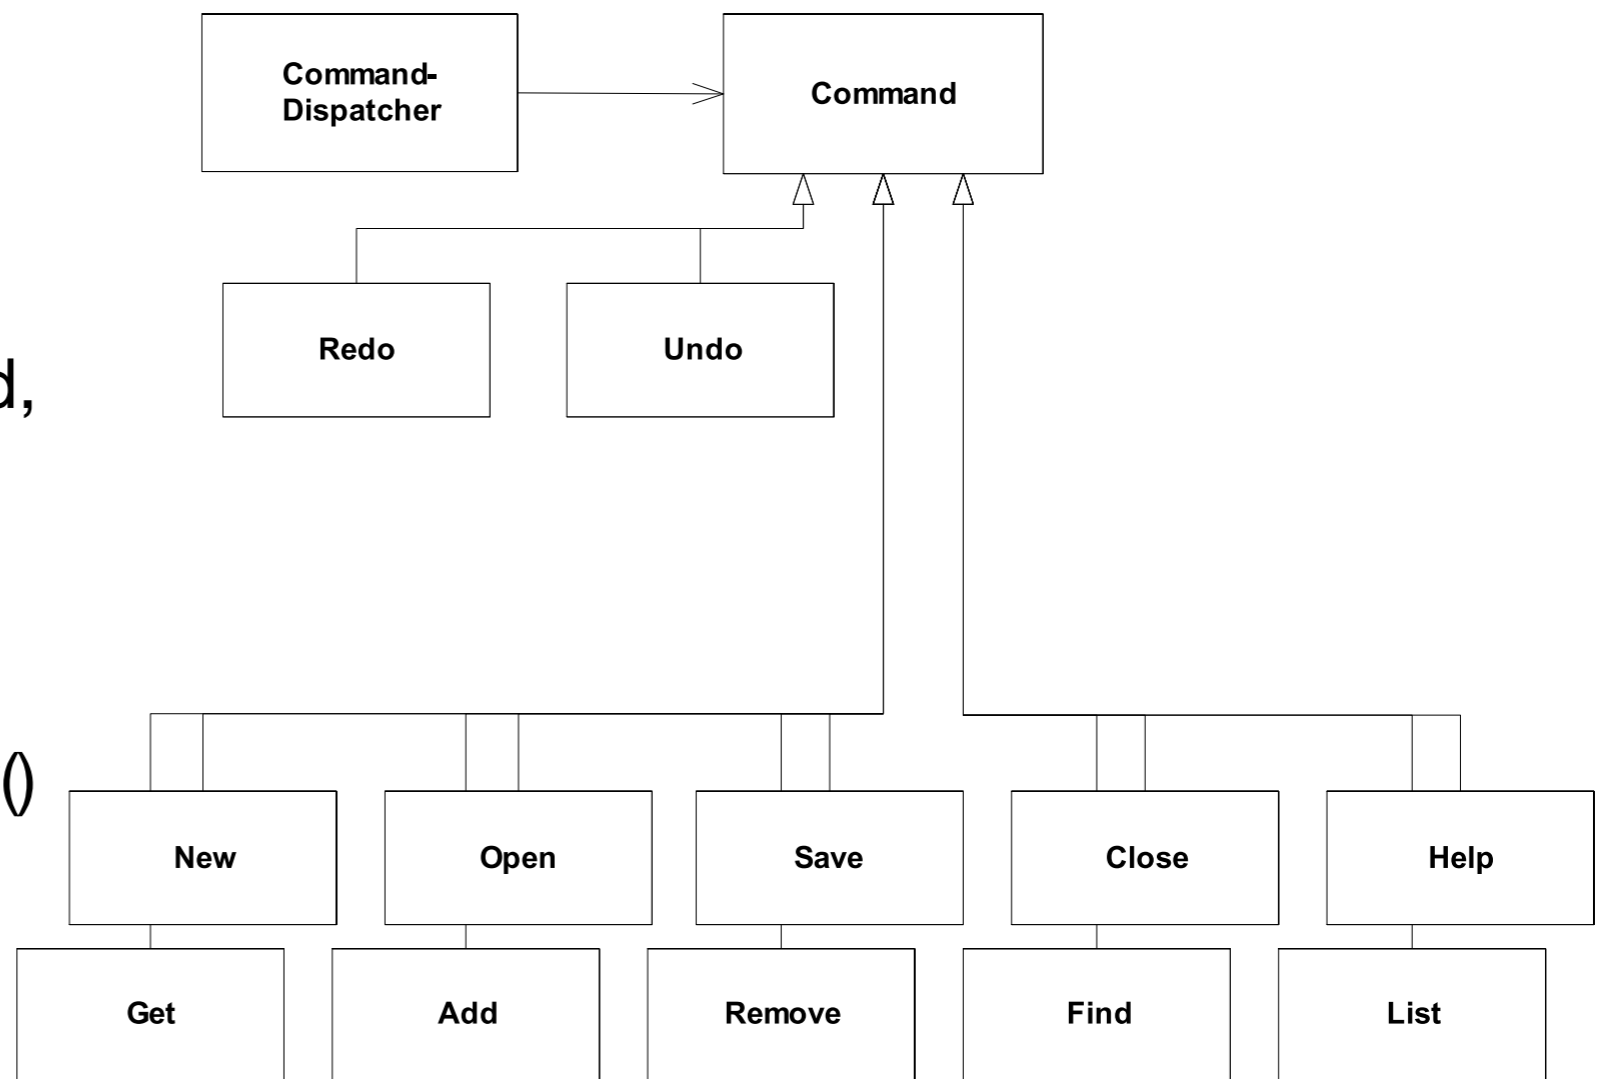 Command-
Dispatcher
Command
Redo
Undo
d,
()
New
Open
Save
Close
Help
Get
Add
Remove
Find
List